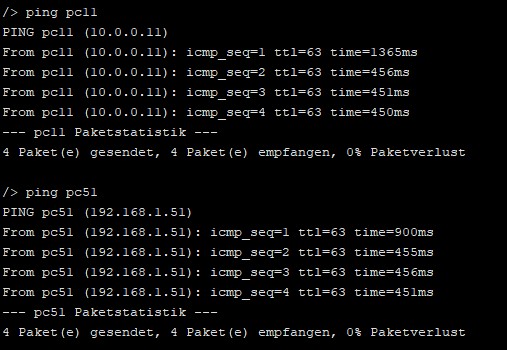 /> ping pc11
PING pc11 (10.0.0.11)
From pc11 (10.0.0.11): icmp_seq=1 ttl=63 time=1365ms
From pc11 (10.0.0.11): icmp_seq=2 ttl=63 time=456ms
From pc11 (10.0.0.11): icmp_seq=3 ttl=63 time=451ms
From pc11 (10.0.0.11): icmp_seq=4 ttl=63 time=450ms
--- pc11 Paketstatistik ---
4 Paket(e) gesendet, 4 Paket(e) empfangen, 0% Paketverlust
/> ping pc51
PING pc51 (192.168.1.51)
From pc51 (192.168.1.51): icmp_seq=1 ttl=63 time=900ms
From pc51 (192.168.1.51): icmp_seq=2 ttl=63 time=455ms
From pc51 (192.168.1.51): icmp_seq=3 ttl=63 time=456ms
From pc51 (192.168.1.51): icmp_seq=4 ttl=63 time=451ms
--- pc51 Paketstatistik ---
4 Paket(e) gesendet, 4 Paket(e) empfangen, 0% Paketverlust